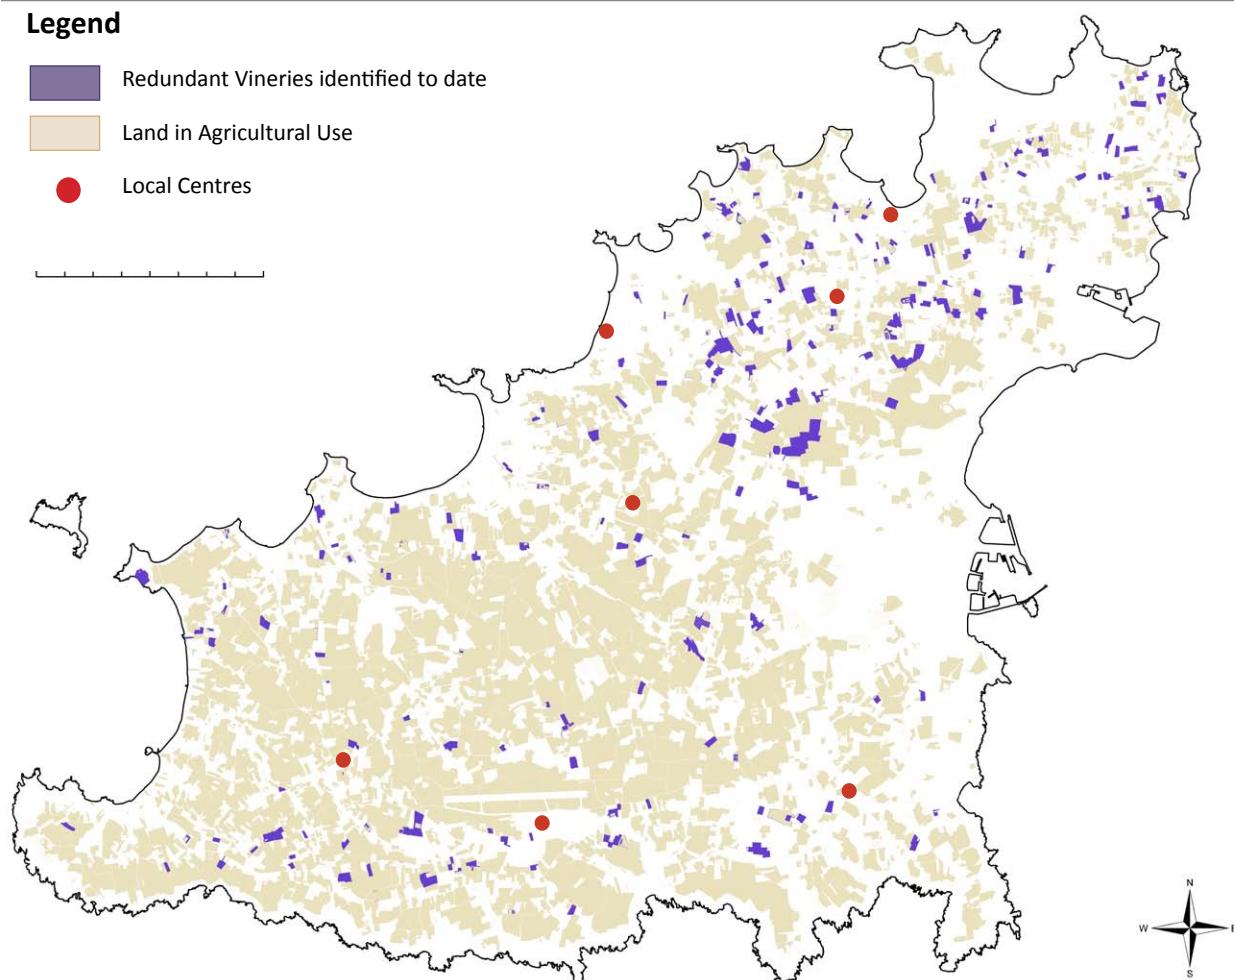 Legend
Redundant Vineries identified to date
Land in Agricultural Use
Local Centres
N
W E
S